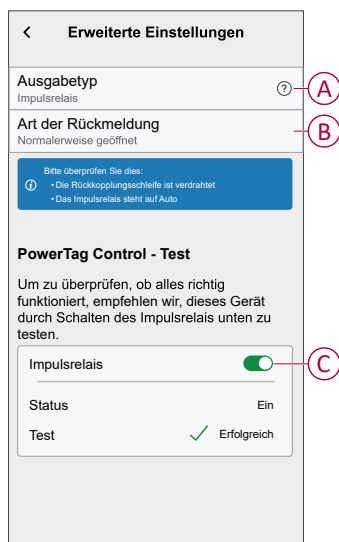 Erweiterte Einstellungen
Ausgabetyp
Impulsrelais
?
A
Art der Rückmeldung
Normalerweise geöffnet
B
Bitte überprüfen Sie dies:
• Die Rückkopplungsschleife ist verdrahtet
• Das Impulsrelais steht auf Auto
PowerTag Control - Test
Um zu überprüfen, ob alles richtig
funktioniert, empfehlen wir, dieses Gerät
durch Schalten des Impulsrelais unten zu
testen.
Impulsrelais
C
Status Ein
Test Erfolgreich